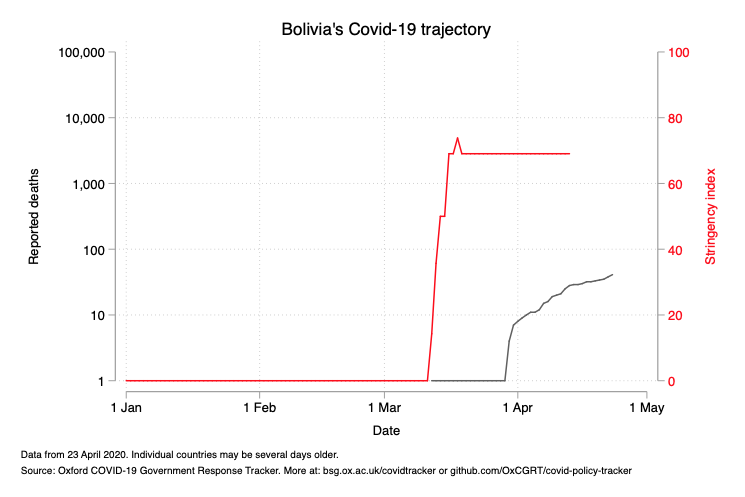 Bolivia's Covid-19 trajectory
100,000
10,000
1,000
100
10
1
Reported deaths
100
80
60
40
20
0
Stringency index
1 Jan 1 Feb 1 Mar 1 Apr 1 May
Date
Data from 23 April 2020. Individual countries may be several days older.
Source: Oxford COVID-19 Government Response Tracker. More at: bsg.ox.ac.uk/covidtracker or github.com/OxCGRT/covid-policy-tracker